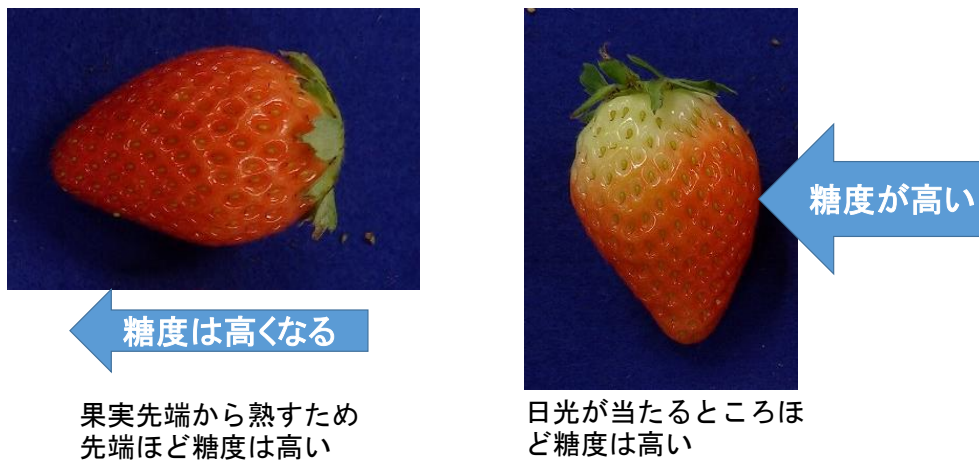 糖度は高くなる
果実先端から熟すため
先端ほど糖度は高い
糖度が高い
日光が当たるところほ
ど糖度は高い